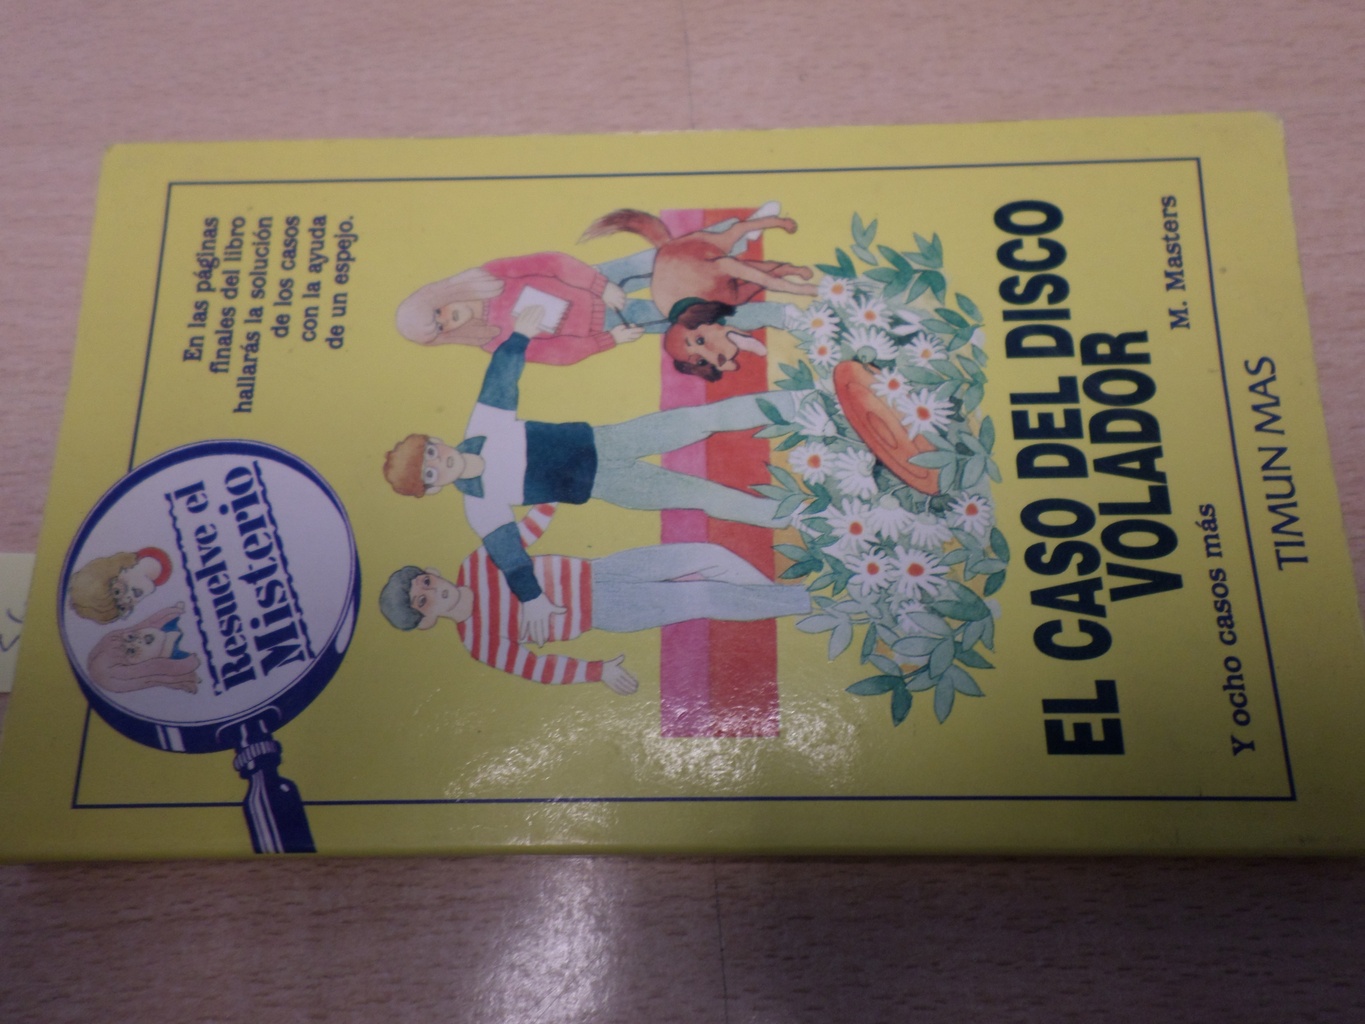 Resuelve el
Misterio
En las páginas
finales del libro
hallarás la solución
de los casos
con la ayuda
de un espejo.
EL CASO DEL DISCO
VOLADOR
Y ocho casos más
M. Masters
TIMUN MAS